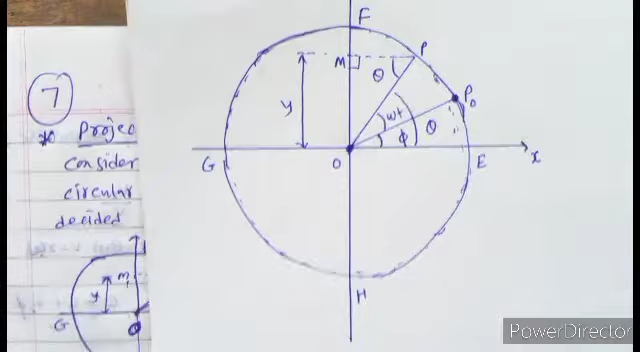 7
Projec
consider
circular
decided
m
y
G
O
F
M
P
θ
y
P₀
ωt
θ
φ
G
O
E
x
H
PowerDirector